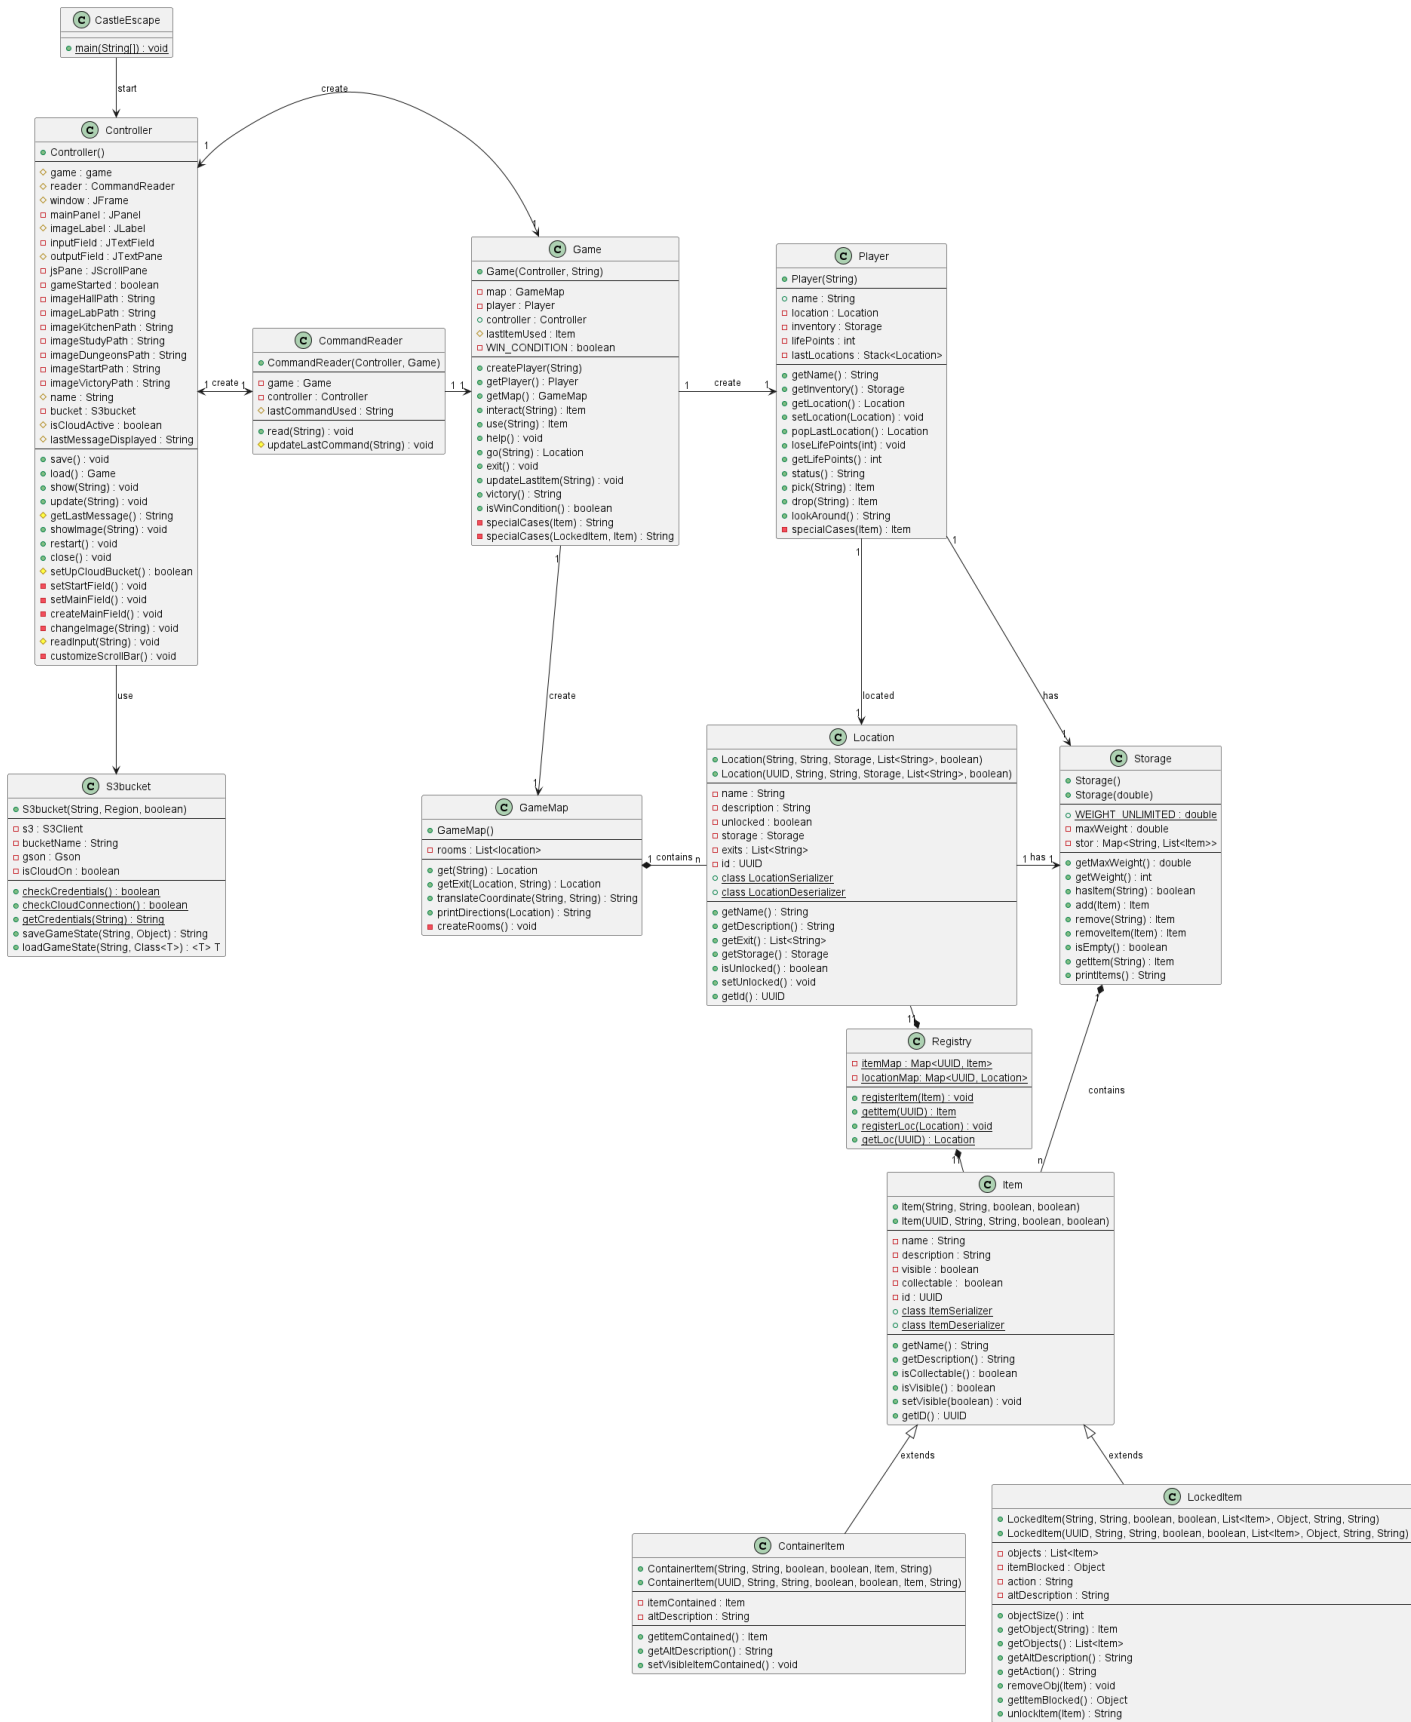 C CastleEscape
main(String[]) : void
start
C Controller
Controller()
game : game
reader : CommandReader
window : JFrame
mainPanel : JPanel
imageLabel : JLabel
inputField : JTextField
outputField : JTextPane
jsPane : JScrollPane
gameStarted : boolean
imageHallPath : String
imageLabPath : String
imageKitchenPath : String
imageStudyPath : String
imageDungeonsPath : String
imageStartPath : String
imageVictoryPath : String
name : String
bucket : S3bucket
isCloudActive : boolean
lastMessageDisplayed : String
save() : void
load() : Game
show(String) : void
update(String) : void
getLastMessage() : String
showImage(String) : void
restart() : void
close() : void
setUpCloudBucket() : boolean
setStartField() : void
setMainField() : void
createMainField() : void
changeImage(String) : void
readInput(String) : void
customizeScrollBar() : void
create
1
1
1 create 1
C CommandReader
CommandReader(Controller, Game)
game : Game
controller : Controller
lastCommandUsed : String
read(String) : void
updateLastCommand(String) : void
1 1
C Game
Game(Controller, String)
map : GameMap
player : Player
controller : Controller
lastItemUsed : Item
WIN_CONDITION : boolean
createPlayer(String)
getPlayer() : Player
getMap() : GameMap
interact(String) : Item
use(String) : Item
help() : void
go(String) : Location
exit() : void
updateLastItem(String) : void
victory() : String
isWinCondition() : boolean
specialCases(Item) : String
specialCases(LockedItem, Item) : String
1 create 1
C Player
Player(String)
name : String
location : Location
inventory : Storage
lifePoints : int
lastLocations : Stack<Location>
getName() : String
getInventory() : Storage
getLocation() : Location
setLocation(Location) : void
popLastLocation() : Location
loseLifePoints(int) : void
getLifePoints() : int
status() : String
pick(String) : Item
drop(String) : Item
lookAround() : String
specialCases(Item) : Item
use
1
create
1
1
located
1
1
has
1
C S3bucket
S3bucket(String, Region, boolean)
s3 : S3Client
bucketName : String
gson : Gson
isCloudOn : boolean
checkCredentials() : boolean
checkCloudConnection() : boolean
getCredentials(String) : String
saveGameState(String, Object) : String
loadGameState(String, Class<T>) : <T> T
C GameMap
GameMap()
rooms : List<location>
get(String) : Location
getExit(Location, String) : Location
translateCoordinate(String, String) : String
printDirections(Location) : String
createRooms() : void
1 contains n
C Location
Location(String, String, Storage, List<String>, boolean)
Location(UUID, String, String, Storage, List<String>, boolean)
name : String
description : String
unlocked : boolean
storage : Storage
exits : List<String>
id : UUID
class LocationSerializer
class LocationDeserializer
getName() : String
getDescription() : String
getExit() : List<String>
getStorage() : Storage
isUnlocked() : boolean
setUnlocked() : void
getId() : UUID
1 has 1
C Storage
Storage()
Storage(double)
WEIGHT_UNLIMITED : double
maxWeight : double
stor : Map<String, List<Item>>
getMaxWeight() : double
getWeight() : int
hasItem(String) : boolean
add(Item) : Item
remove(String) : Item
removeItem(Item) : Item
isEmpty() : boolean
getItem(String) : Item
printItems() : String
11
C Registry
itemMap : Map<UUID, Item>
locationMap: Map<UUID, Location>
registerItem(Item) : void
getItem(UUID) : Item
registerLoc(Location) : void
getLoc(UUID) : Location
11
1
contains
n
C Item
Item(String, String, boolean, boolean)
Item(UUID, String, String, boolean, boolean)
name : String
description : String
visible : boolean
collectable :  boolean
id : UUID
class ItemSerializer
class ItemDeserializer
getName() : String
getDescription() : String
isCollectable() : boolean
isVisible() : boolean
setVisible(boolean) : void
getID() : UUID
extends
extends
C ContainerItem
ContainerItem(String, String, boolean, boolean, Item, String)
ContainerItem(UUID, String, String, boolean, boolean, Item, String)
itemContained : Item
altDescription : String
getItemContained() : Item
getAltDescription() : String
setVisibleItemContained() : void
C LockedItem
LockedItem(String, String, boolean, boolean, List<Item>, Object, String, String)
LockedItem(UUID, String, String, boolean, boolean, List<Item>, Object, String, String)
objects : List<Item>
itemBlocked : Object
action : String
altDescription : String
objectSize() : int
getObject(String) : Item
getObjects() : List<Item>
getAltDescription() : String
getAction() : String
removeObj(Item) : void
getItemBlocked() : Object
unlockItem(Item) : String